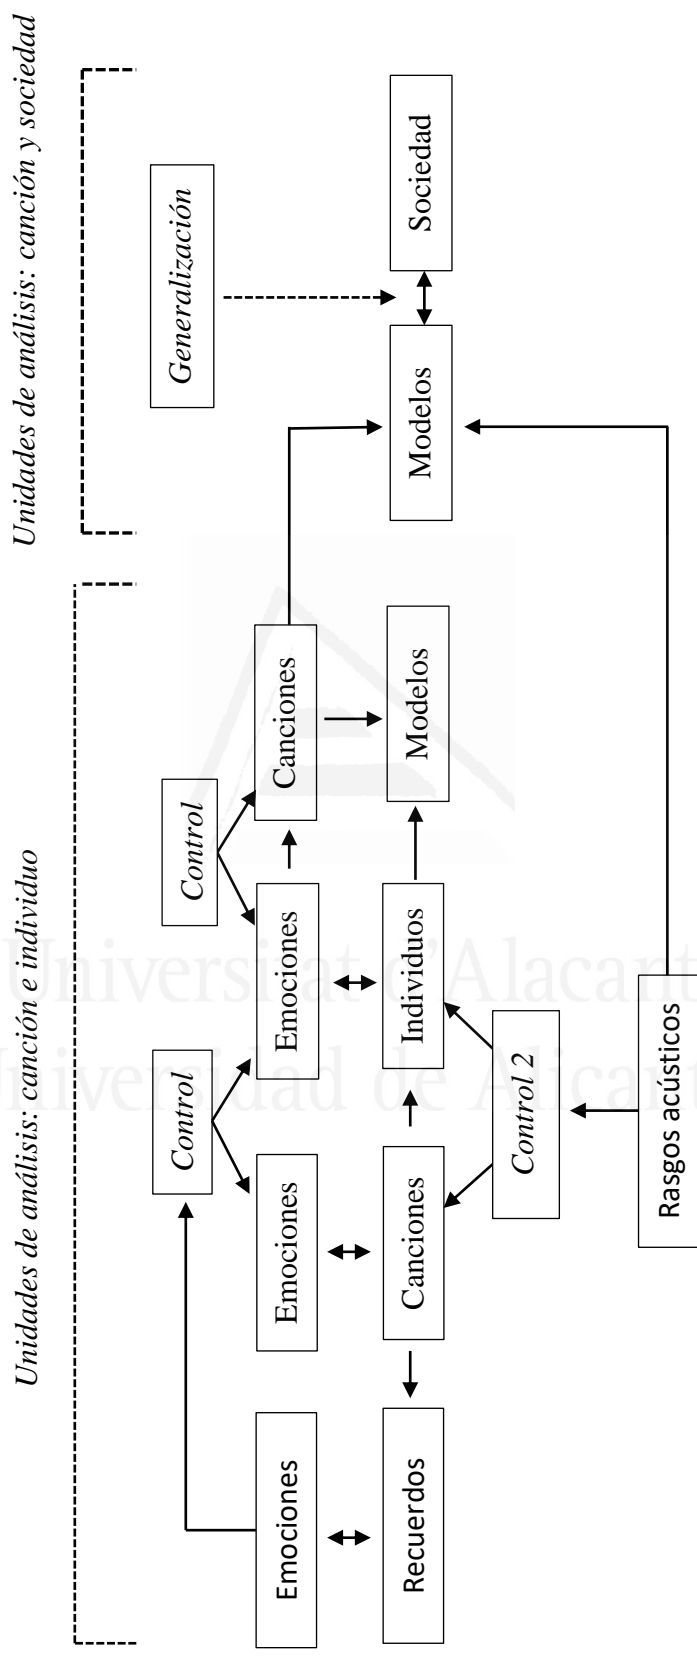 Unidades de análisis: canción e individuo
Unidades de análisis: canción y sociedad
Control
Control
Generalización
Emociones
Emociones
Emociones
Canciones
Recuerdos
Canciones
Individuos
Modelos
Modelos
Sociedad
Control 2
Rasgos acústicos
Universitat d'Alacant
Universidad de Alicante